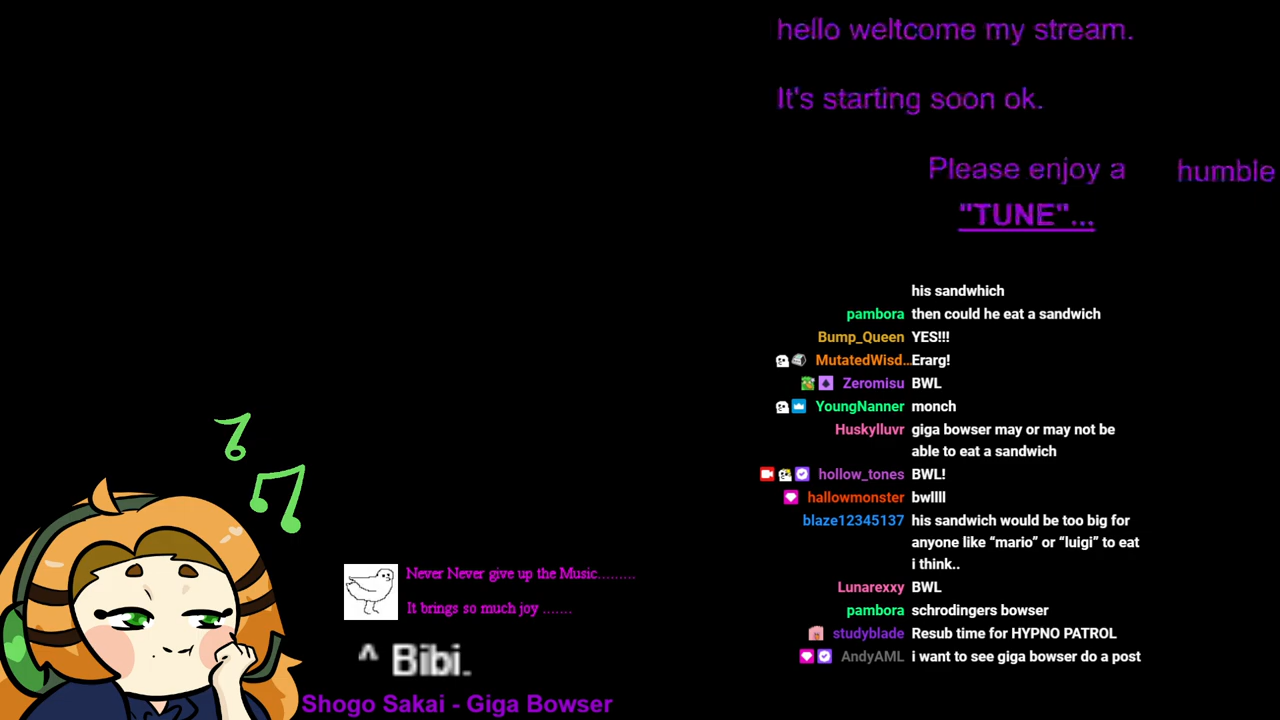 hello weltcome my stream.
It's starting soon ok.
Please enjoy a humble
"TUNE"...
his sandwhich
pambora then could he eat a sandwich
Bump_Queen YES!!!
MutatedWisd... Erarg!
Zeromisu BWL
YoungNanner monch
Huskylluvr giga bowser may or may not be
able to eat a sandwich
hollow_tones BWL!
hallowmonster bwllll
blaze12345137 his sandwich would be too big for
anyone like “mario” or “luigi” to eat
i think..
Lunarexxy BWL
pambora schrodingers bowser
studyblade Resub time for HYPNO PATROL
AndyAML i want to see giga bowser do a post
Never Never give up the Music.........
It brings so much joy .......
^ Bibi.
Shogo Sakai - Giga Bowser